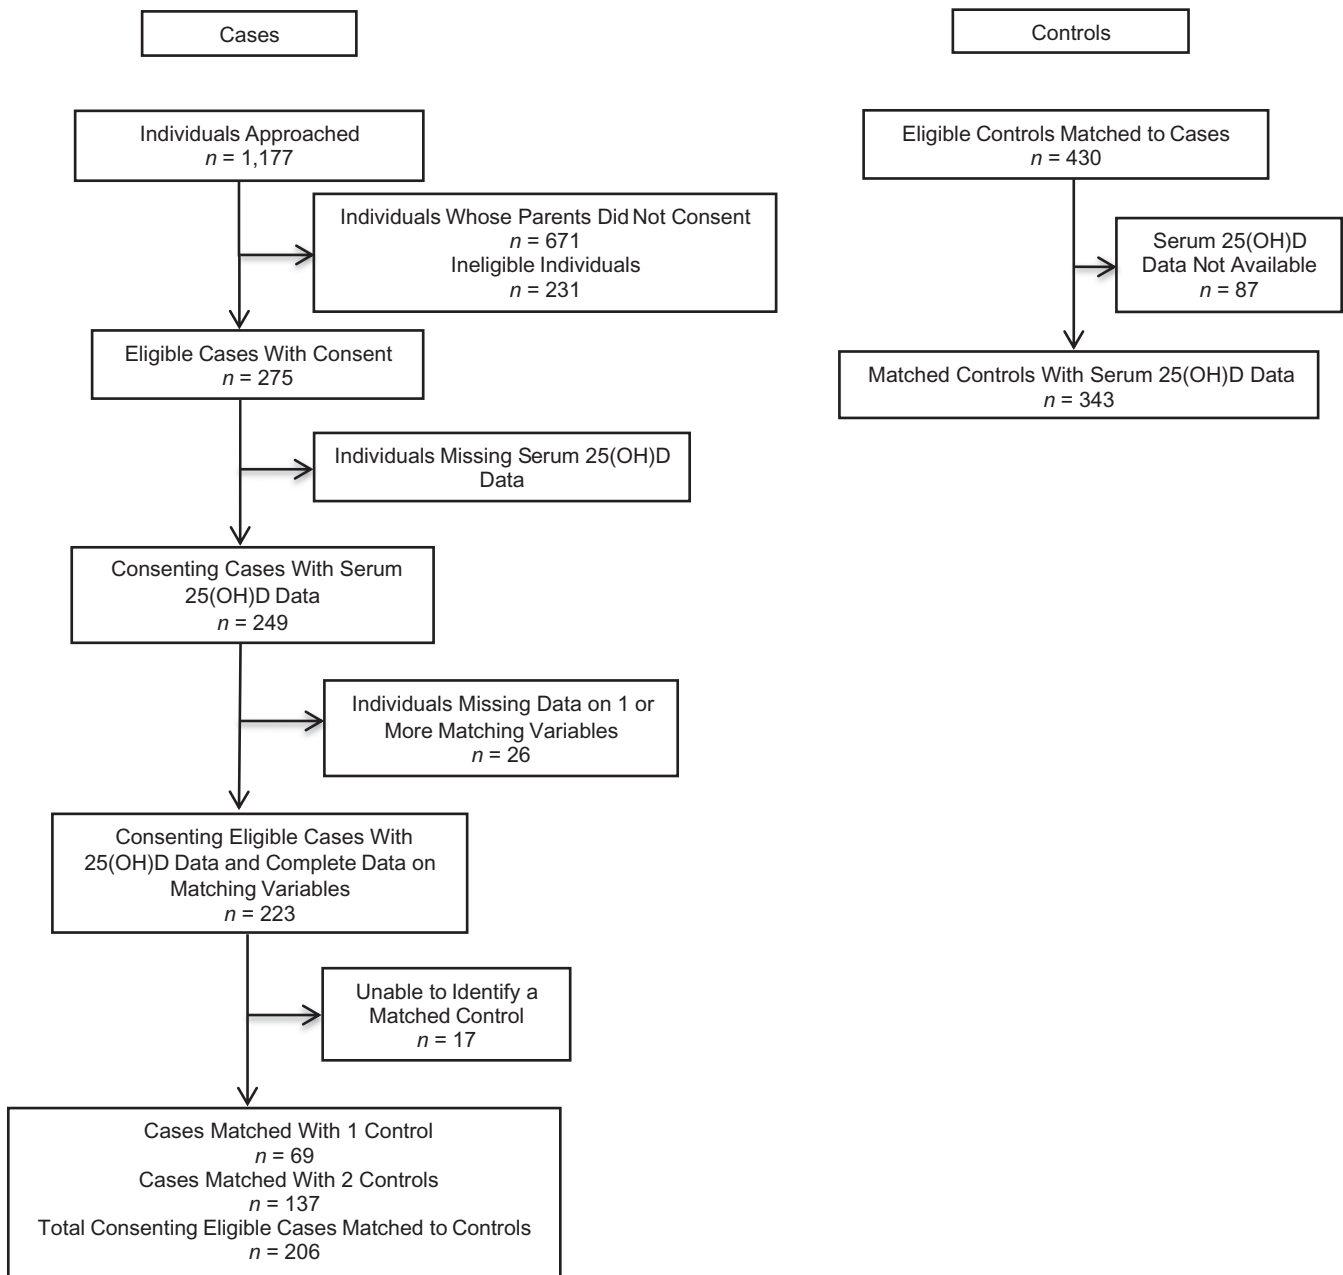 Cases
Individuals Approached
n = 1,177
Individuals Whose Parents Did Not Consent
n = 671
Ineligible Individuals
n = 231
Eligible Cases With Consent
n = 275
Individuals Missing Serum 25(OH)D
Data
Consenting Cases With Serum
25(OH)D Data
n = 249
Individuals Missing Data on 1 or
More Matching Variables
n = 26
Consenting Eligible Cases With
25(OH)D Data and Complete Data on
Matching Variables
n = 223
Unable to Identify a
Matched Control
n = 17
Cases Matched With 1 Control
n = 69
Cases Matched With 2 Controls
n = 137
Total Consenting Eligible Cases Matched to Controls
n = 206
Controls
Eligible Controls Matched to Cases
n = 430
Serum 25(OH)D
Data Not Available
n = 87
Matched Controls With Serum 25(OH)D Data
n = 343